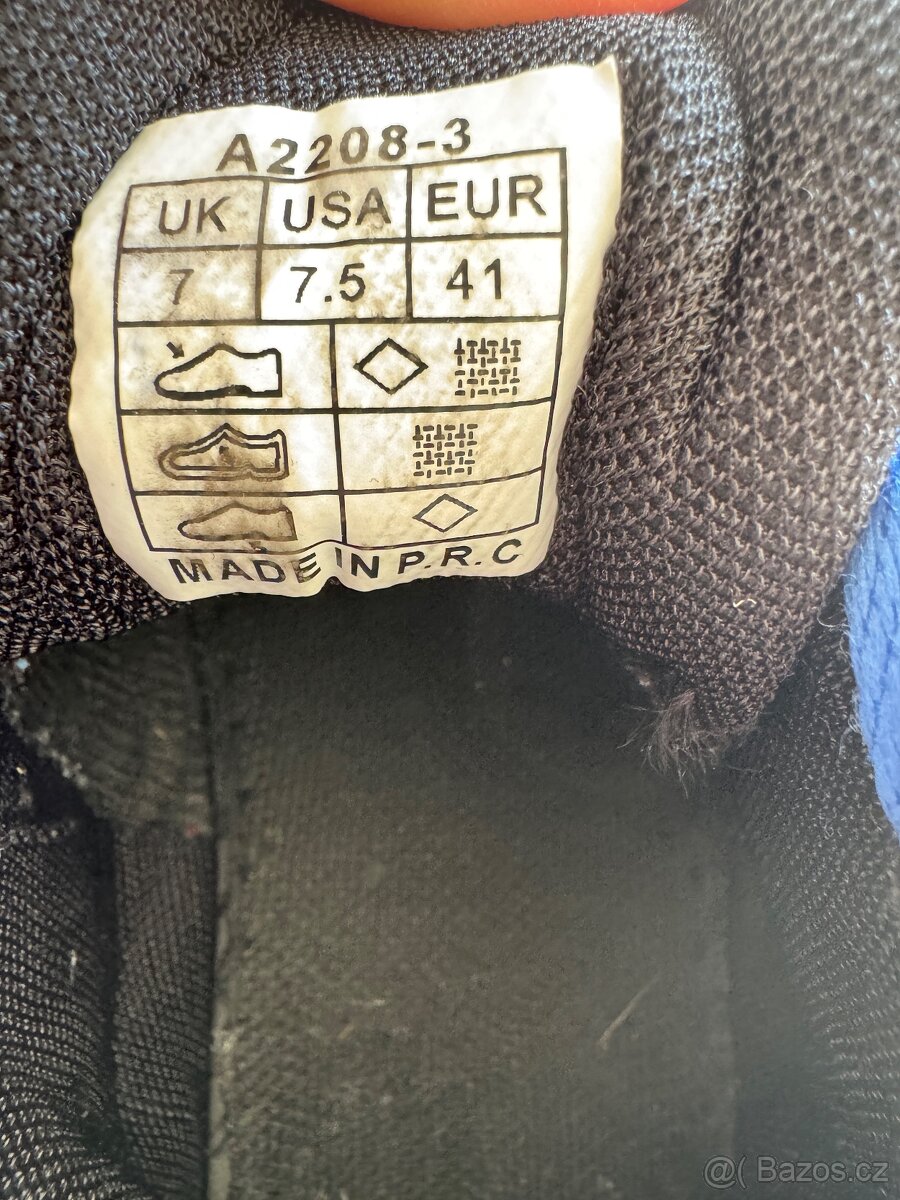 A2208-3
UK USA EUR
7 7.5 41
MADE IN P.R.C
@( Bazos.cz